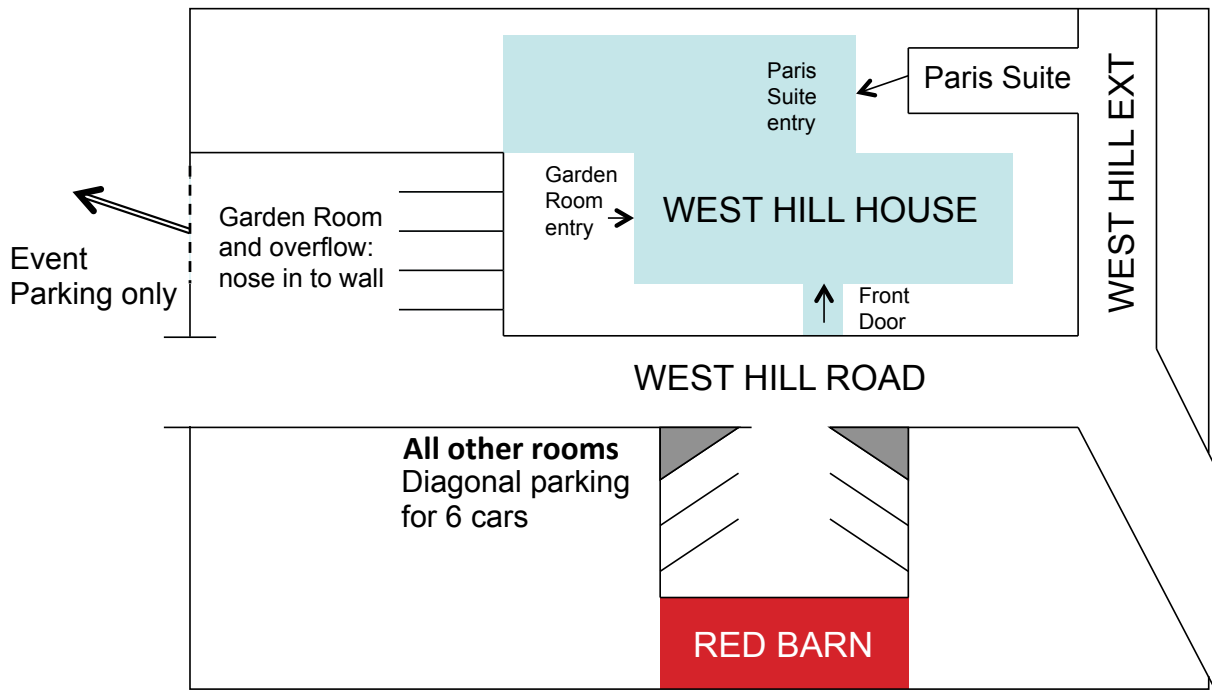 Paris
Suite
entry
Paris Suite
WEST HILL EXT
Garden
Room
entry
WEST HILL HOUSE
Garden Room
and overflow:
nose in to wall
Event
Parking only
Front
Door
WEST HILL ROAD
All other rooms
Diagonal parking
for 6 cars
RED BARN